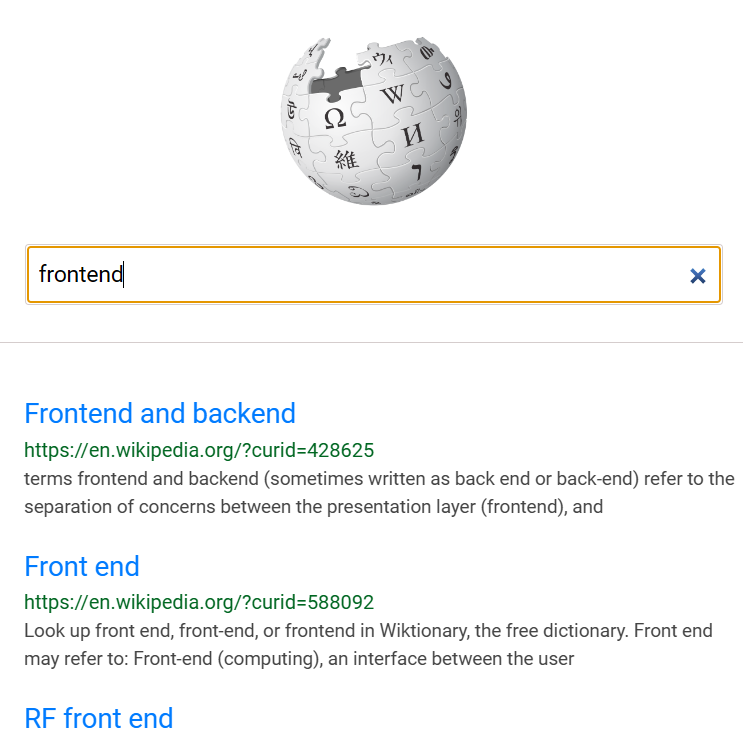 frontend
Frontend and backend
https://en.wikipedia.org/?curid=428625
terms frontend and backend (sometimes written as back end or back-end) refer to the
separation of concerns between the presentation layer (frontend), and
Front end
https://en.wikipedia.org/?curid=588092
Look up front end, front-end, or frontend in Wiktionary, the free dictionary. Front end
may refer to: Front-end (computing), an interface between the user
RF front end